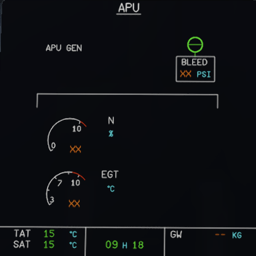 APU
APU GEN
BLEED
XX PSI
10
N
0
XX
%
7 10
EGT
3
XX
°C
TAT 15 °C
GW -- KG
SAT 15 °C
09 H 18